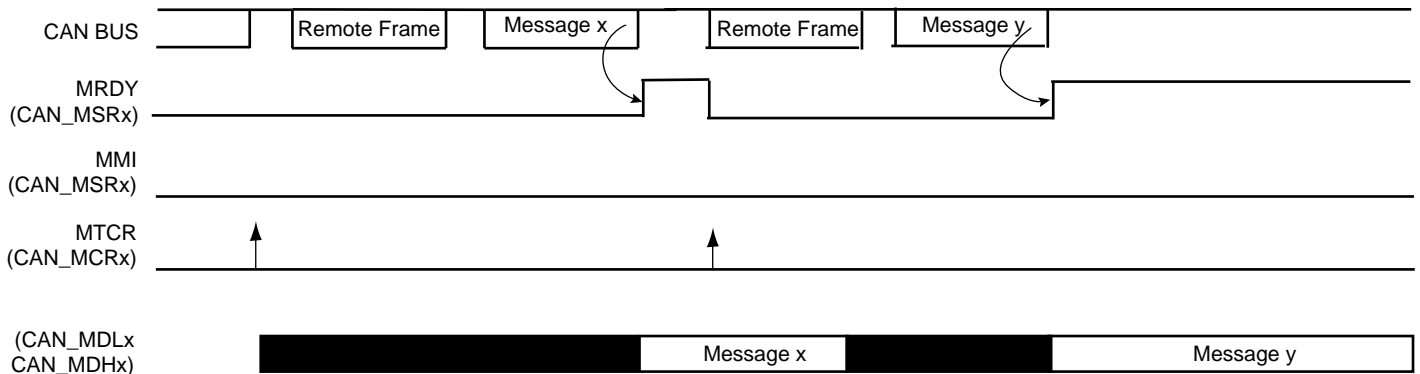 CAN BUS
Remote Frame
Message x
Remote Frame
Message y
MRDY
(CAN_MSRx)
MMI
(CAN_MSRx)
MTCR
(CAN_MCRx)
(CAN_MDLx
CAN_MDHx)
Message x
Message y